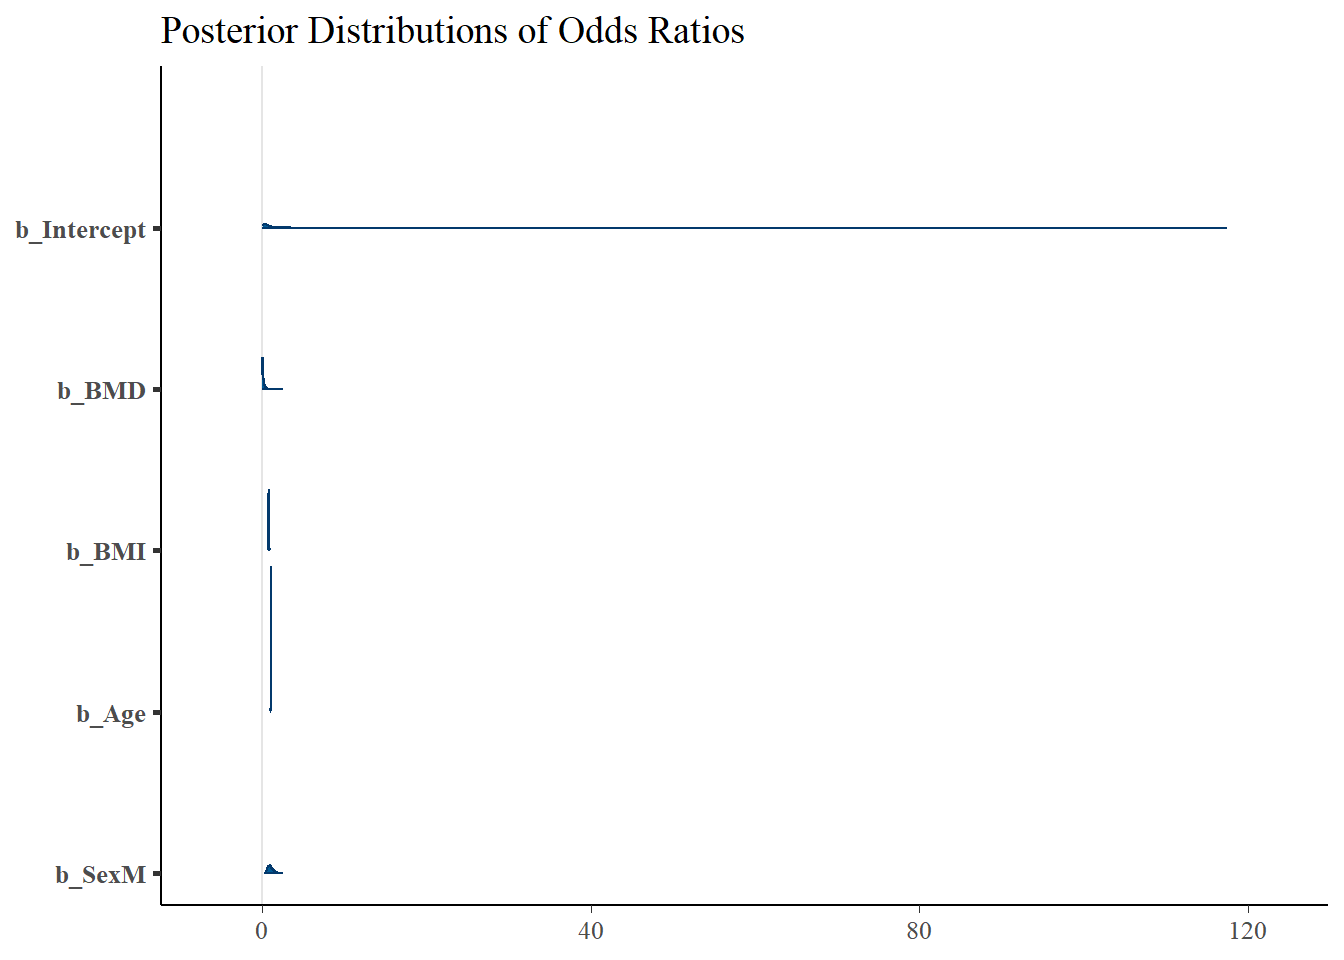 Posterior Distributions of Odds Ratios
b_Intercept
b_BMD
b_BMI
b_Age
b_SexM
0 40 80 120